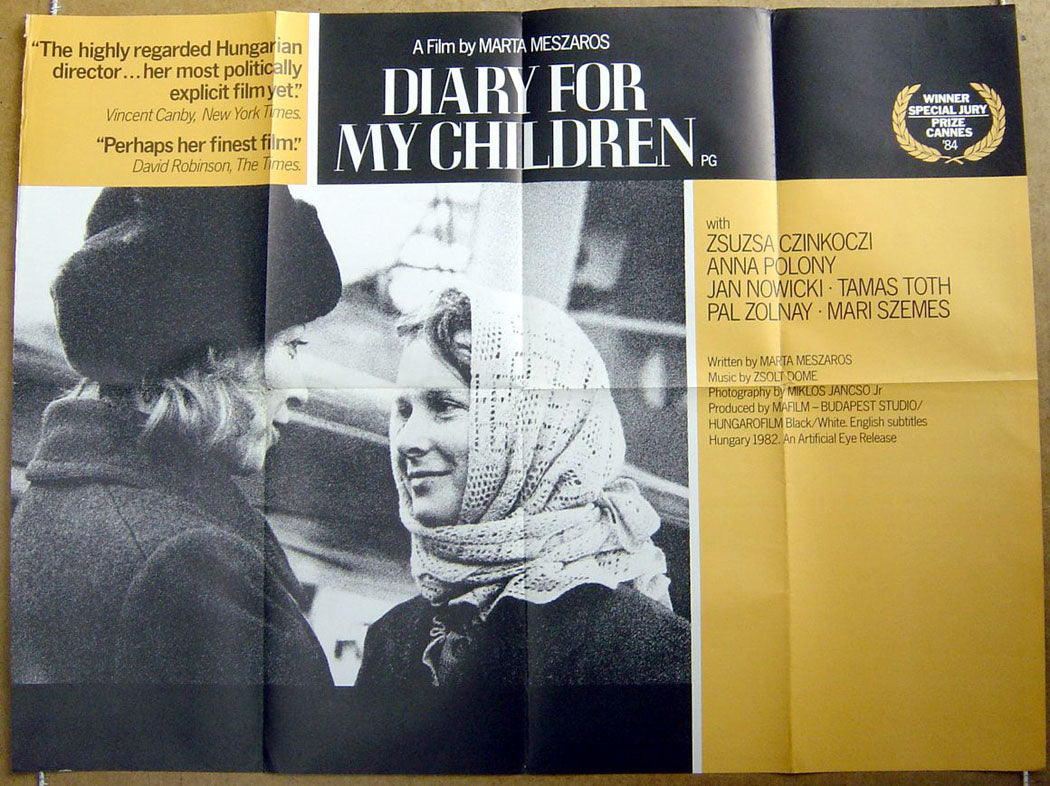 "The highly regarded Hungarian
director...her most politically
explicit film yet."
Vincent Canby, New York Times.
"Perhaps her finest film."
David Robinson, The Times.
A Film by MARTA MESZAROS
DIARY FOR
MY CHILDREN PG
WINNER
SPECIAL JURY
PRIZE
CANNES
'84
with
ZSUZSA CZINKOCZI
ANNA POLONY
JAN NOWICKI · TAMAS TOTH
PAL ZOLNAY · MARI SZEMES
Written by MARTA MESZAROS
Music by ZSOLT DOME
Photography by MIKLOS JANCSO Jr
Produced by MAFILM – BUDAPEST STUDIO/
HUNGAROFILM Black/White. English subtitles
Hungary 1982. An Artificial Eye Release